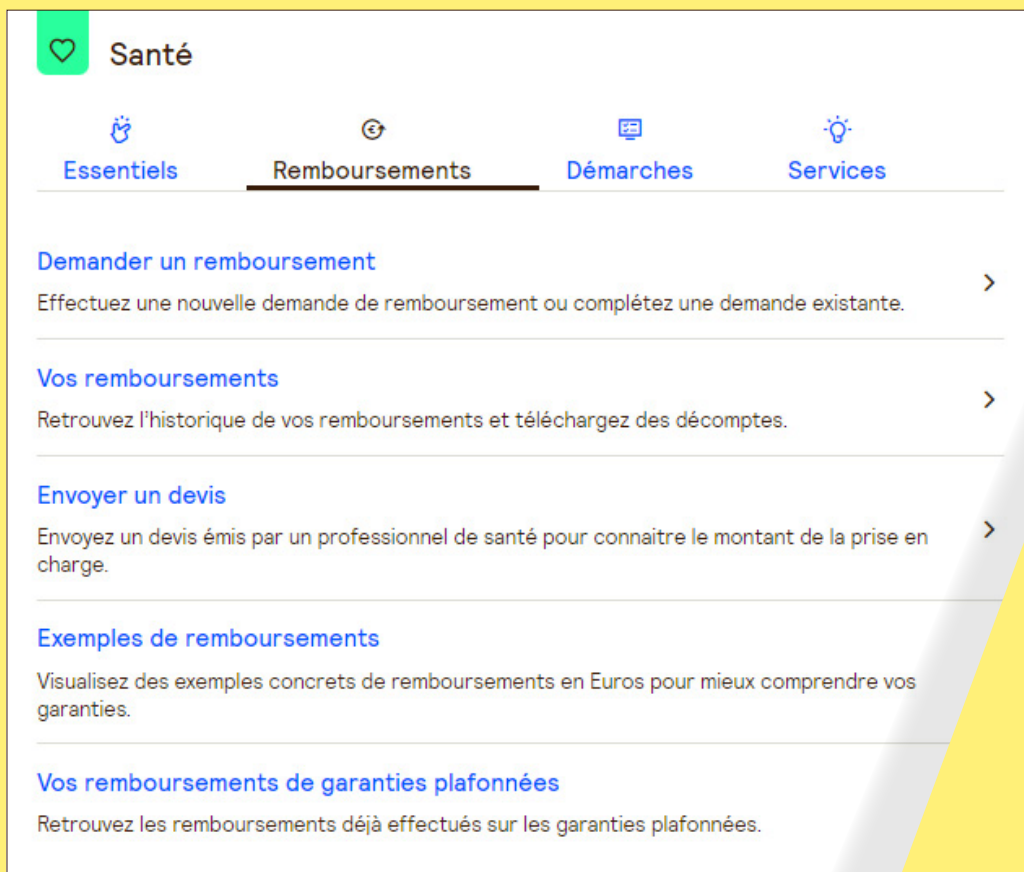 Santé
Essentiels
Remboursements
Démarches
Services
Demander un remboursement
Effectuez une nouvelle demande de remboursement ou complétez une demande existante.
Vos remboursements
Retrouvez l'historique de vos remboursements et téléchargez des décomptes.
Envoyer un devis
Envoyez un devis émis par un professionnel de santé pour connaitre le montant de la prise en
charge.
Exemples de remboursements
Visualisez des exemples concrets de remboursements en Euros pour mieux comprendre vos
garanties.
Vos remboursements de garanties plafonnées
Retrouvez les remboursements déjà effectués sur les garanties plafonnées.